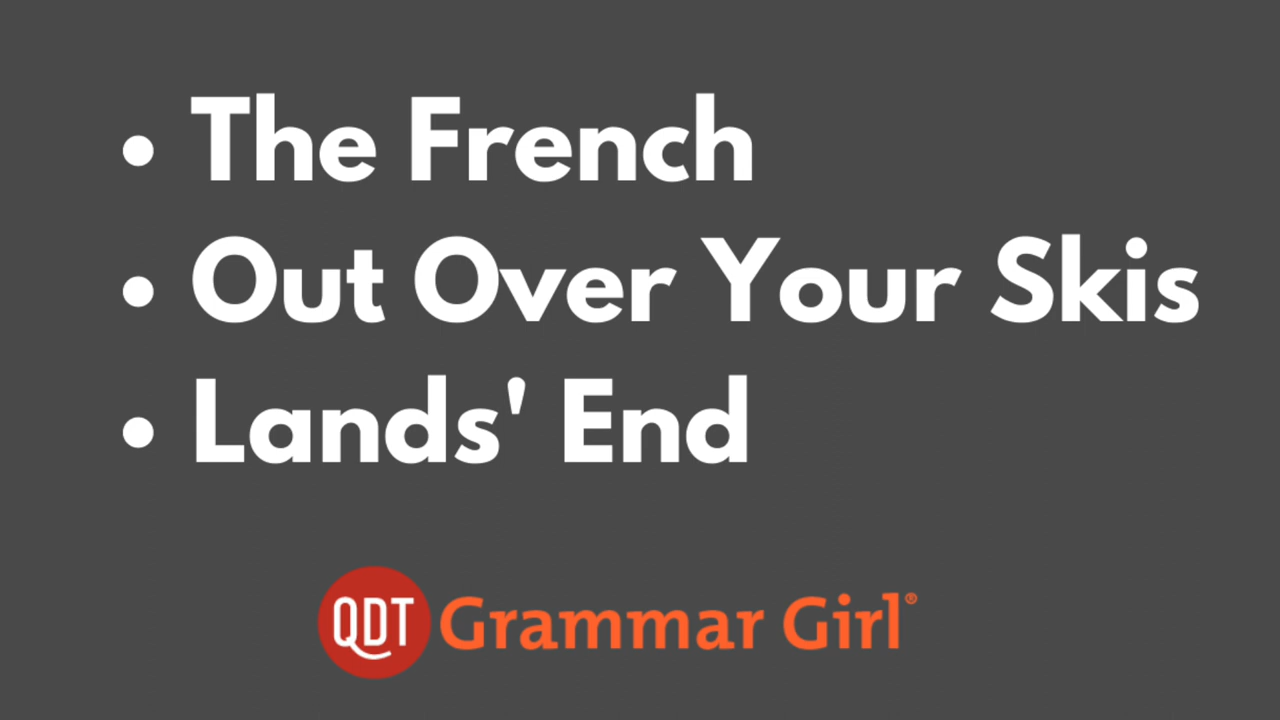 • The French
• Out Over Your Skis
• Lands' End
QDT Grammar Girl®